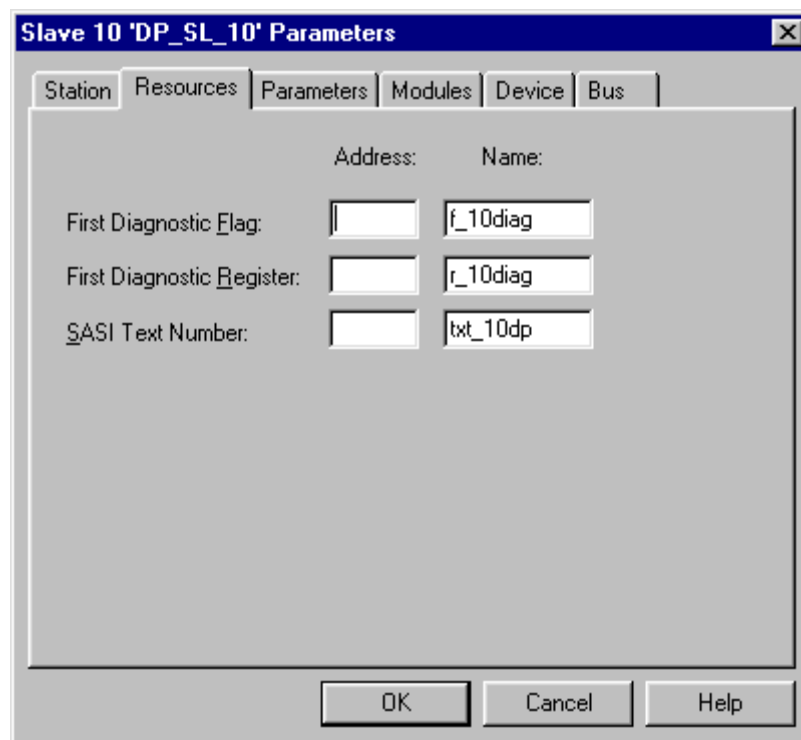 Slave 10 'DP_SL_10' Parameters
Station Resources Parameters Modules Device Bus
Address: Name:
First Diagnostic Flag: f_10diag
First Diagnostic Register: r_10diag
SASI Text Number: txt_10dp
OK Cancel Help